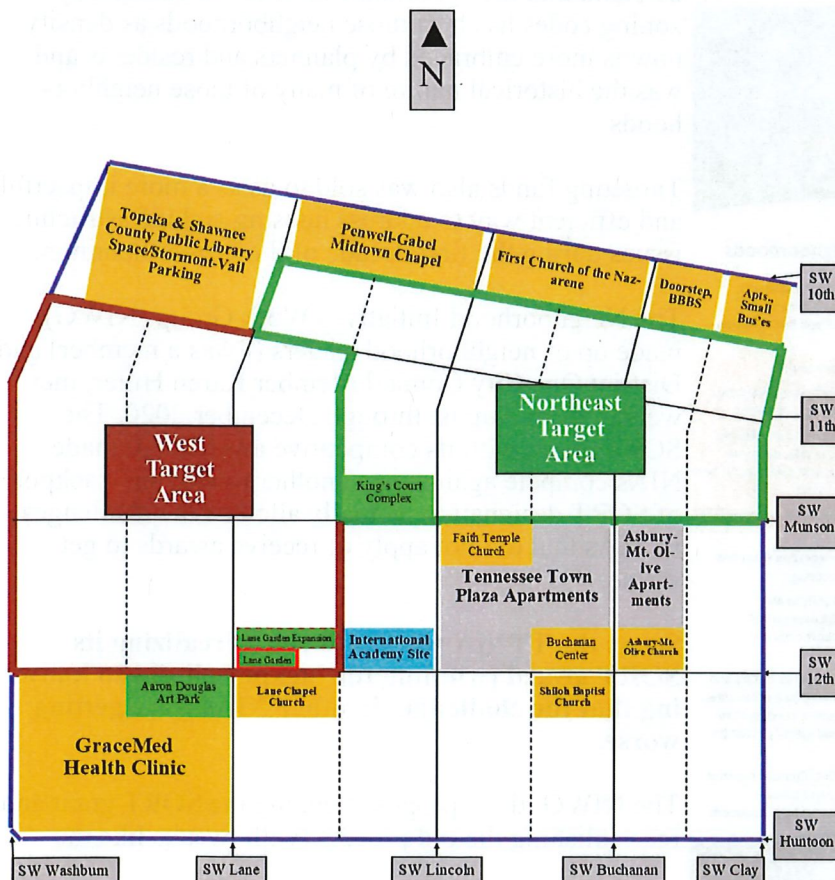 N
Topeka & Shawnee
County Public Library
Space/Stormont-Vail
Parking
Penwell-Gabel
Midtown Chapel
First Church of the Naz-
arene
Doorstep,
BBBS
Apts.,
Small
Bus'es
SW
10th
West
Target
Area
Northeast
Target
Area
SW
11th
King's Court
Complex
SW
Munson
Faith Temple
Church
Tennessee Town
Plaza Apartments
Asbury-
Mt. Ol-
ive
Apart-
ments
Lane Garden Expansion
Lane Garden
International
Academy Site
Buchanan
Center
Asbury-Mt.
Olive Church
SW
12th
Aaron Douglas
Art Park
Lane Chapel
Church
Shiloh Baptist
Church
GraceMed
Health Clinic
SW
Huntoon
SW Washburn
SW Lane
SW Lincoln
SW Buchanan
SW Clay